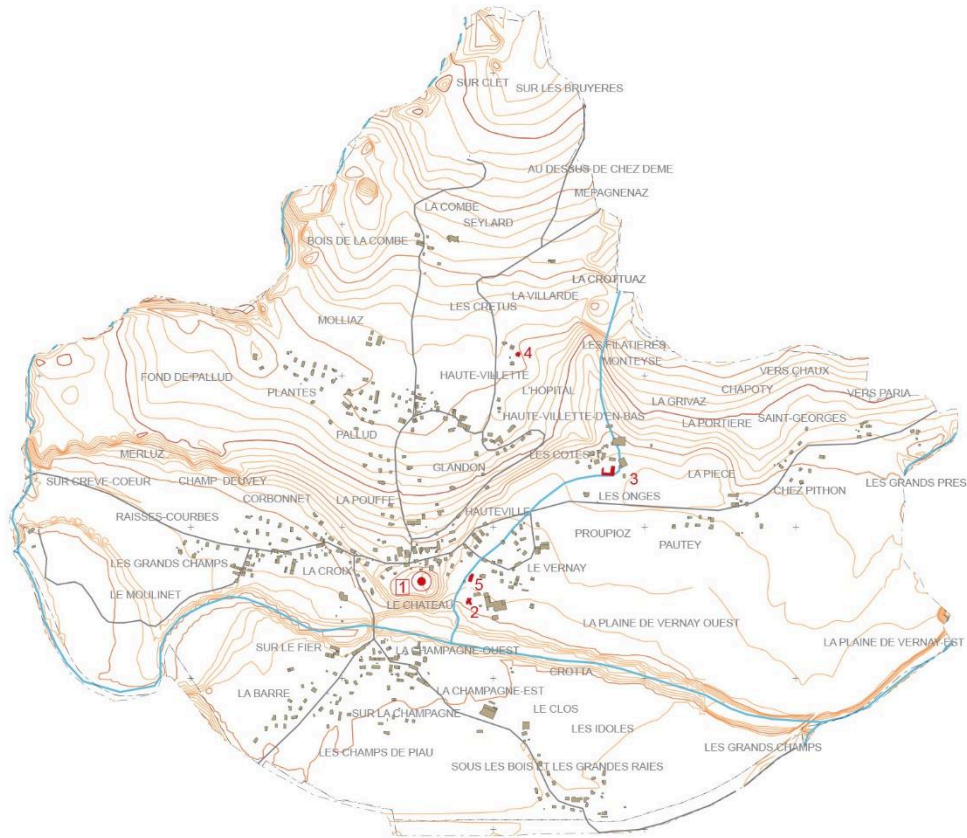 SUR CLET
SUR LES BRUYERES
AU DESSUS DE CHEZ DEME
MEPAGNENAZ
LA COMBE
SEYLARD
BOIS DE LA COMBE
LA CROTTUAZ
LA VILLARDE
LES CRETUS
MOLLIAZ
LES FILATIERES
4
MONTEYSE
VERS CHAUX
FOND DE PALLUD
HAUTE-VILLETTE
CHAPOTY
PLANTES
L'HOPITAL
VERS PARIA
LA GRIVAZ
HAUTE-VILLETTE-D'EN-BAS
SAINT-GEORGES
LA PORTIERE
PALLUD
MERLUZ
LES COTES
GLANDON
LA PIECE
SUR CREVE-COEUR
CHAMP DEUVEY
3
LES GRANDS PRES
CHEZ PITHON
CORBONNET
LA POUFFE
LES ONGES
HAUTEVILLE
RAISSES-COURBES
PROUPIOZ
PAUTEY
LES GRANDS CHAMPS
LA CROIX
LE VERNAY
1
5
LE MOULINET
LE CHATEAU
2
LA PLAINE DE VERNAY OUEST
LA PLAINE DE VERNAY-EST
SUR LE FIER
LA CHAMPAGNE-OUEST
CROTTA
LA BARRE
LA CHAMPAGNE-EST
LE CLOS
SUR LA CHAMPAGNE
LES IDOLES
LES CHAMPS DE PIAU
LES GRANDS CHAMPS
SOUS LES BOIS ET LES GRANDES RAIES